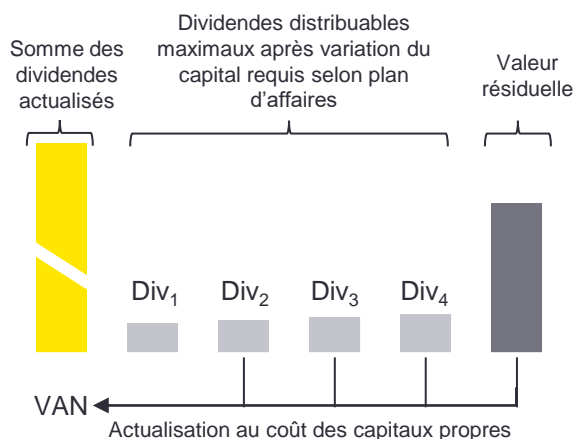 Somme des
dividendes
actualisés
Dividendes distribuables
maximaux après variation du
capital requis selon plan
d'affaires
Valeur
résiduelle
Div₁
Div₂
Div₃
Div₄
VAN
Actualisation au coût des capitaux propres